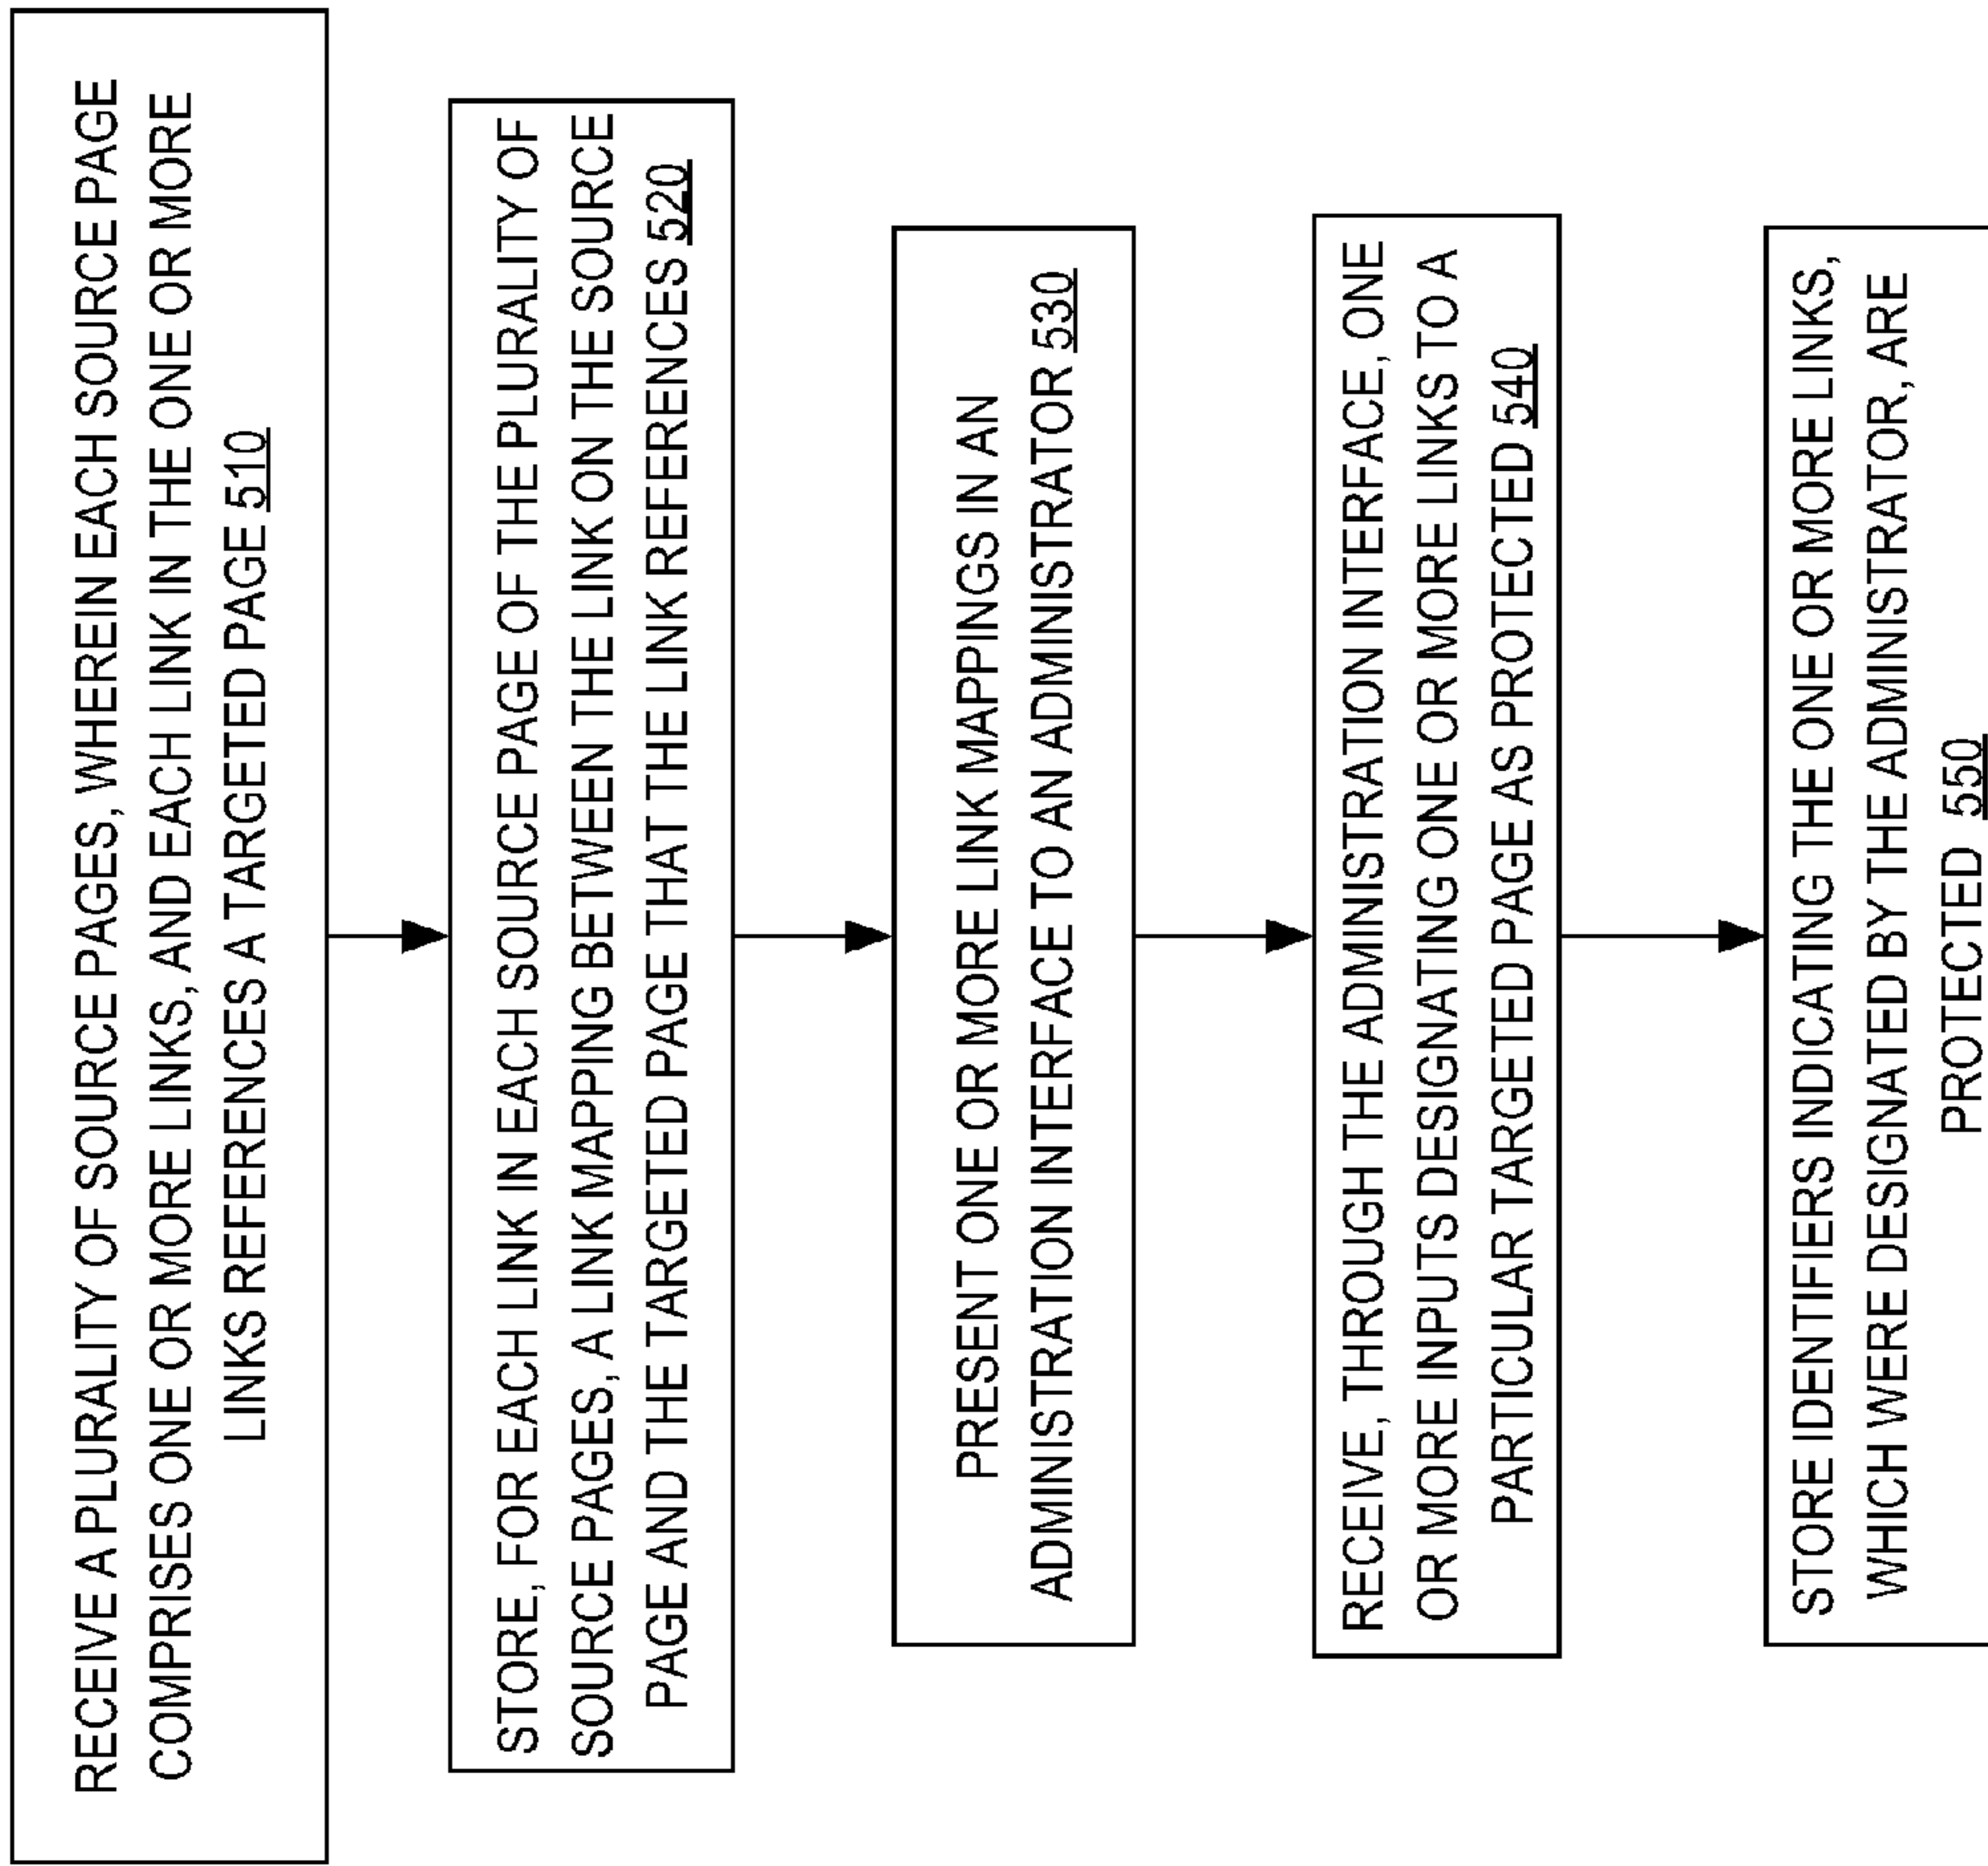 RECEIVE A PLURALITY OF SOURCE PAGES, WHEREIN EACH SOURCE PAGE
COMPRISES ONE OR MORE LINKS, AND EACH LINK IN THE ONE OR MORE
LINKS REFERENCES A TARGETED PAGE 510
STORE, FOR EACH LINK IN EACH SOURCE PAGE OF THE PLURALITY OF
SOURCE PAGES, A LINK MAPPING BETWEEN THE LINK ON THE SOURCE
PAGE AND THE TARGETED PAGE THAT THE LINK REFERENCES 520
PRESENT ONE OR MORE LINK MAPPINGS IN AN
ADMINISTRATION INTERFACE TO AN ADMINISTRATOR 530
RECEIVE, THROUGH THE ADMINISTRATION INTERFACE, ONE
OR MORE INPUTS DESIGNATING ONE OR MORE LINKS TO A
PARTICULAR TARGETED PAGE AS PROTECTED 540
STORE IDENTIFIERS INDICATING THE ONE OR MORE LINKS,
WHICH WERE DESIGNATED BY THE ADMINISTRATOR, ARE
PROTECTED 550